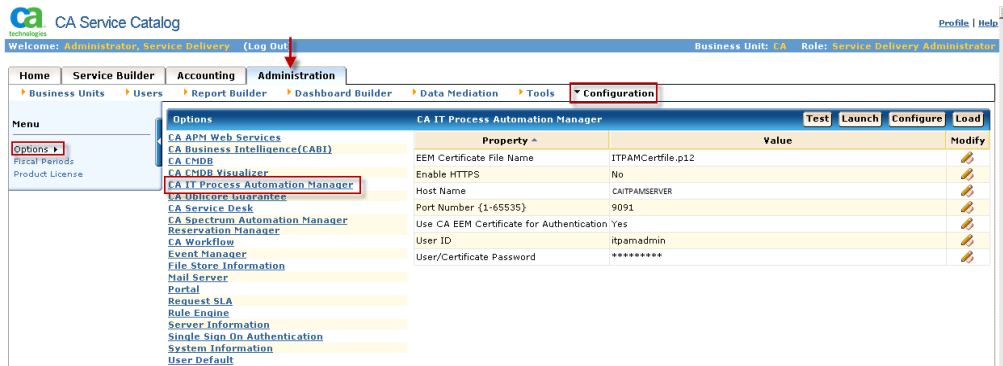 ca
technologies
CA Service Catalog
Profile | Help
Welcome: Administrator, Service Delivery (Log Out
Business Unit: CA Role: Service Delivery Administrator
Home Service Builder Accounting Administration
Business Units Users Report Builder Dashboard Builder Data Mediation Tools Configuration
Menu
Options
Fiscal Periods
Product License
Options
CA APM Web Services
CA Business Intelligence(CABI)
CA CMDB
CA CMDB Visualizer
CA IT Process Automation Manager
CA Oblicore Guarantee
CA Service Desk
CA Spectrum Automation Manager
Reservation Manager
CA Workflow
Event Manager
File Store Information
Mail Server
Portal
Request SLA
Rule Engine
Server Information
Single Sign On Authentication
System Information
User Default
CA IT Process Automation Manager
Test Launch Configure Load
Property Value Modify
EEM Certificate File Name ITPAMCertfile.p12
Enable HTTPS No
Host Name CAITPAMSERVER
Port Number {1-65535} 9091
Use CA EEM Certificate for Authentication Yes
User ID itpamadmin
User/Certificate Password *********